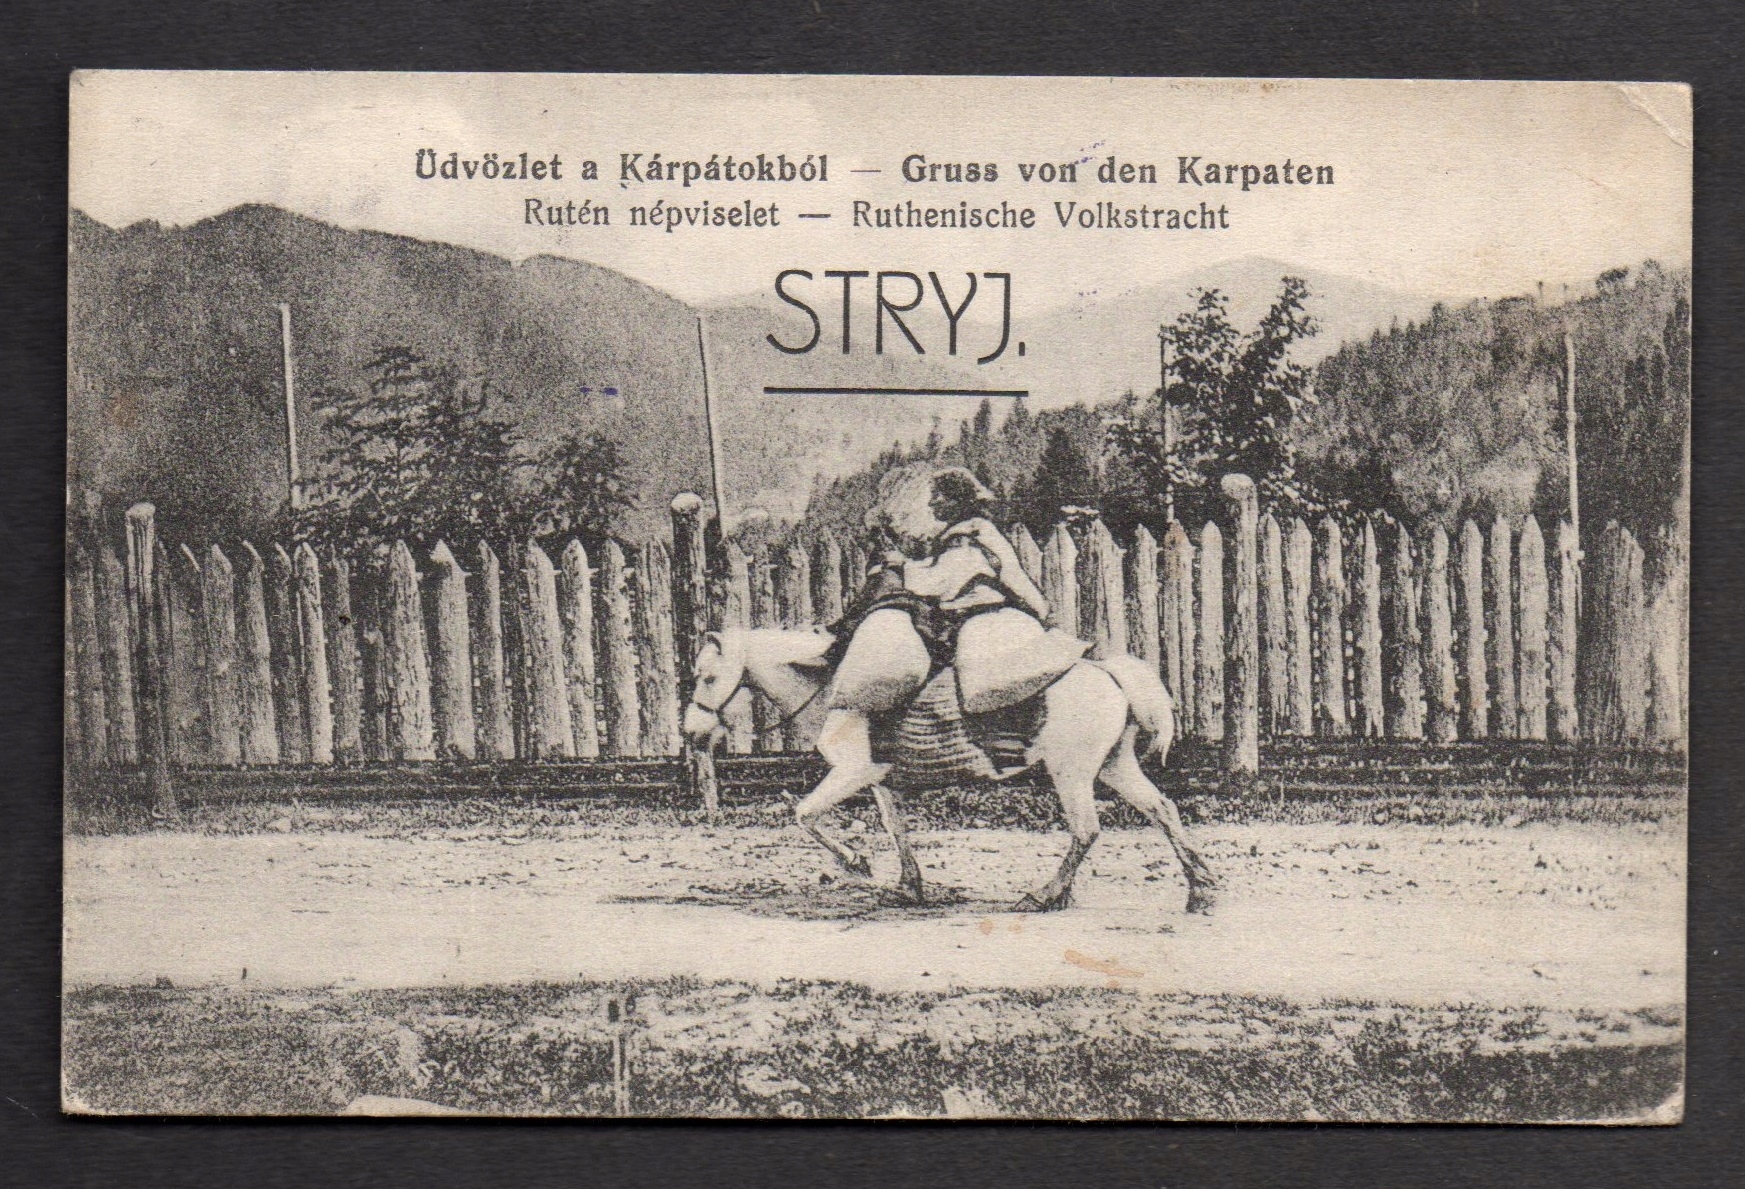 Üdvözlet a Kárpátokból — Gruss von den Karpaten
Rutén népviselet — Ruthenische Volkstracht
STRYJ.